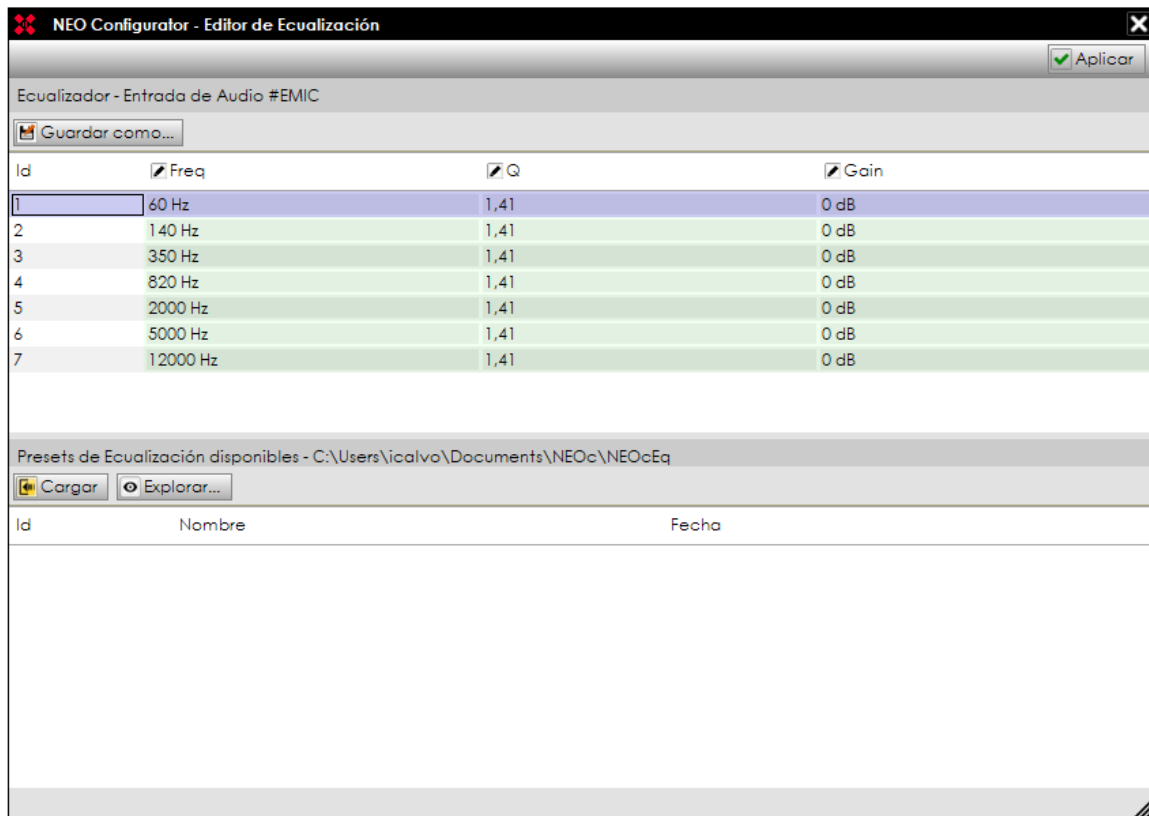 NEO Configurator - Editor de Ecualización
Aplicar
Ecualizador - Entrada de Audio #EMIC
Guardar como...
Id Freq Q Gain
1 60 Hz 1,41 0 dB
2 140 Hz 1,41 0 dB
3 350 Hz 1,41 0 dB
4 820 Hz 1,41 0 dB
5 2000 Hz 1,41 0 dB
6 5000 Hz 1,41 0 dB
7 12000 Hz 1,41 0 dB
Presets de Ecualización disponibles - C:\Users\icalvo\Documents\NEOc\NEOcEq
Cargar Explorar...
Id Nombre Fecha